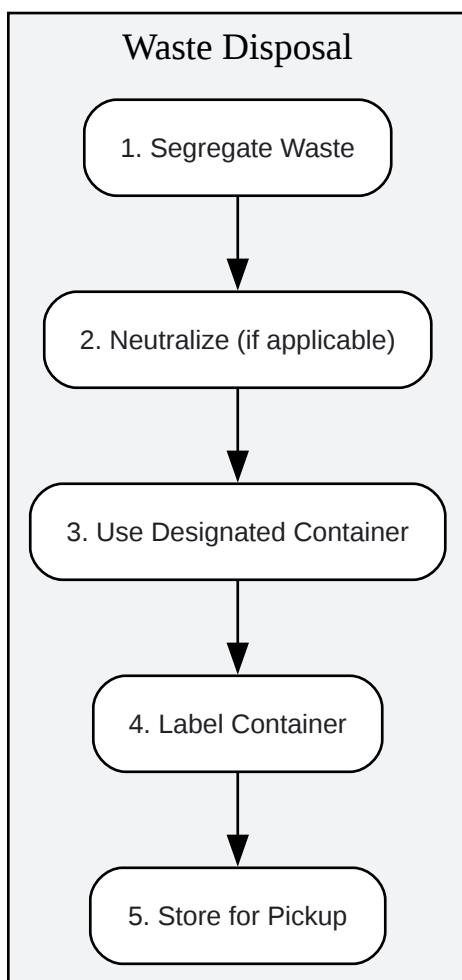 Waste Disposal
1. Segregate Waste
2. Neutralize (if applicable)
3. Use Designated Container
4. Label Container
5. Store for Pickup